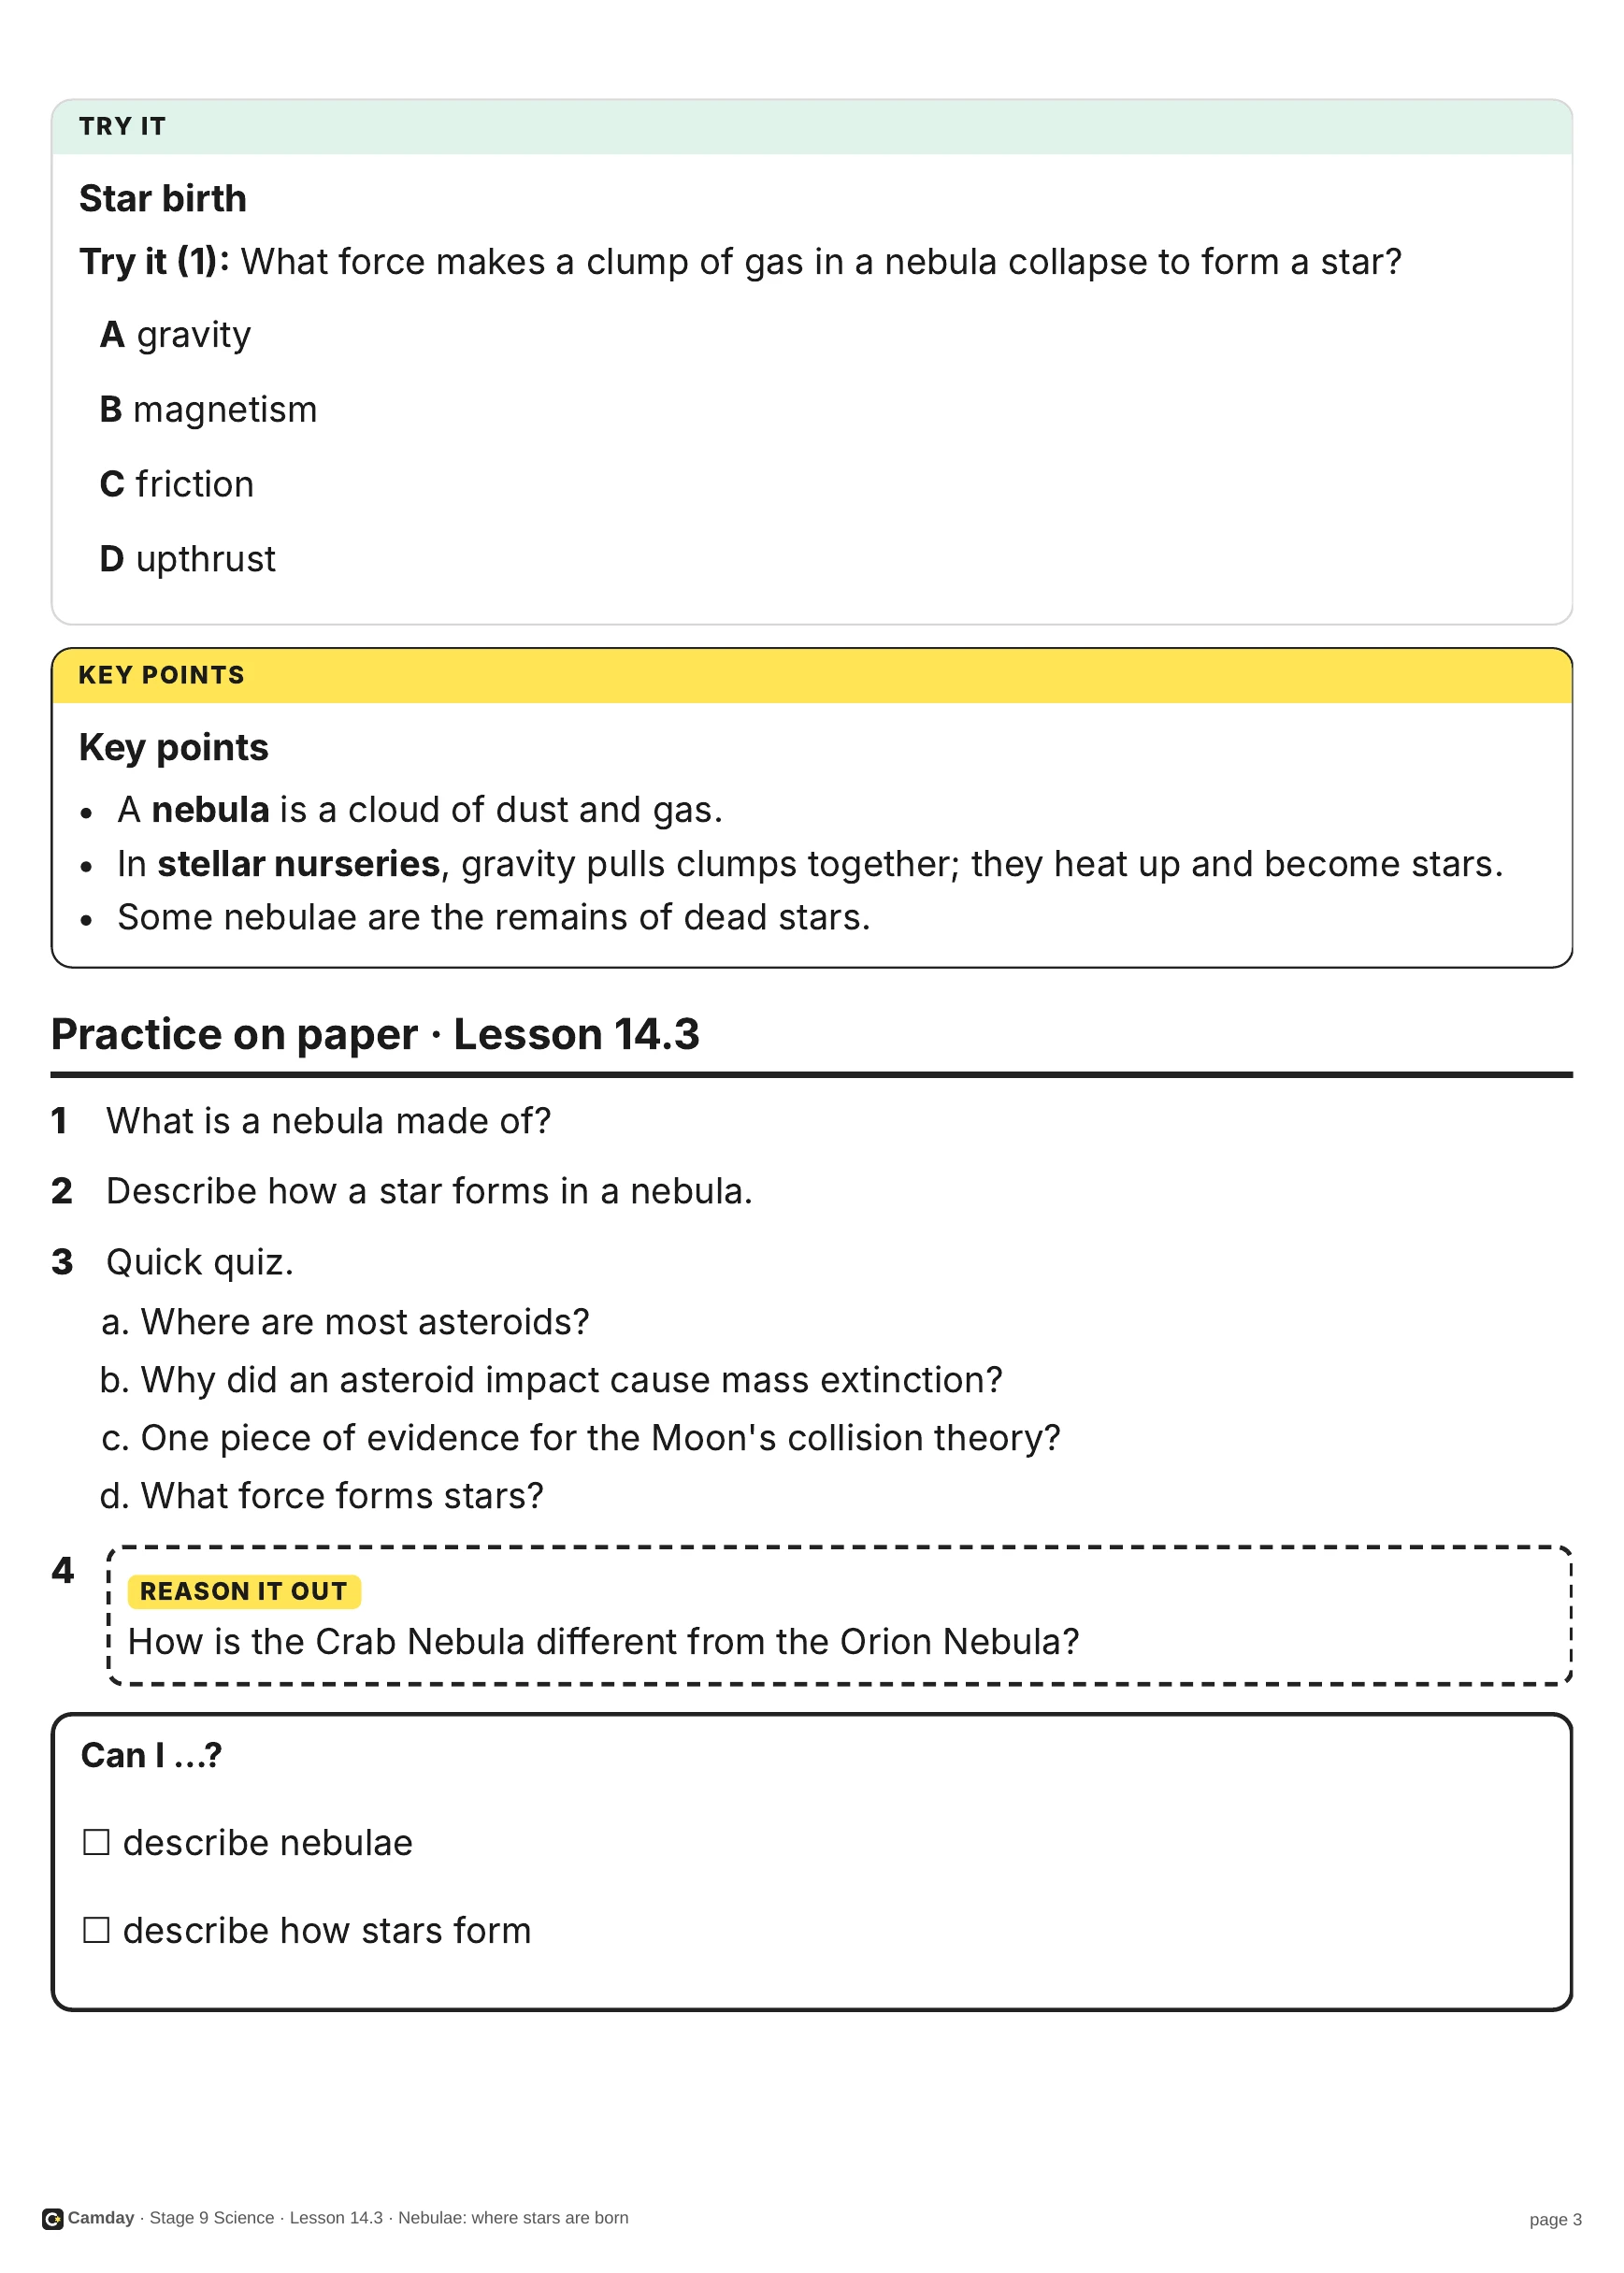 TRY IT
Star birth
Try it (1): What force makes a clump of gas in a nebula collapse to form a star?
A gravity
B magnetism
C friction
D upthrust
KEY POINTS
Key points
• A nebula is a cloud of dust and gas.
• In stellar nurseries, gravity pulls clumps together; they heat up and become stars.
• Some nebulae are the remains of dead stars.
Practice on paper · Lesson 14.3
1 What is a nebula made of?
2 Describe how a star forms in a nebula.
3 Quick quiz.
a. Where are most asteroids?
b. Why did an asteroid impact cause mass extinction?
c. One piece of evidence for the Moon's collision theory?
d. What force forms stars?
4 REASON IT OUT
How is the Crab Nebula different from the Orion Nebula?
Can I ...?
☐ describe nebulae
☐ describe how stars form
Camday · Stage 9 Science · Lesson 14.3 · Nebulae: where stars are born page 3